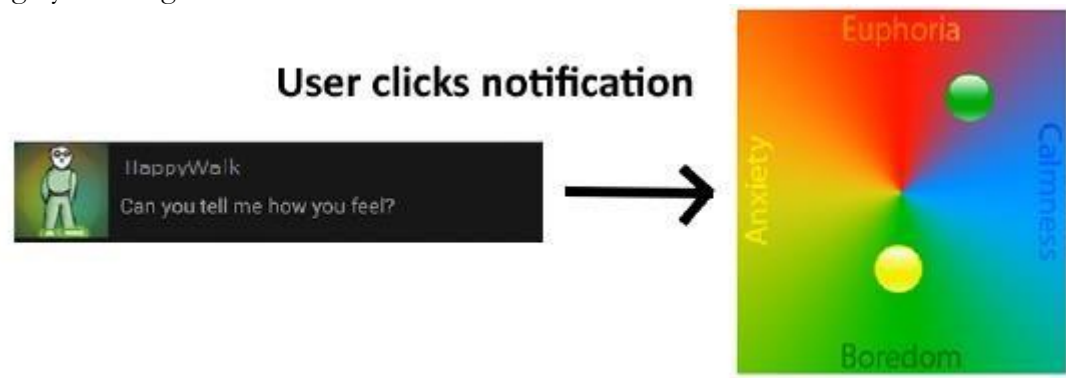 User clicks notification
HappyWalk
Can you tell me how you feel?
Euphoria
Anxiety
Calmness
Boredom